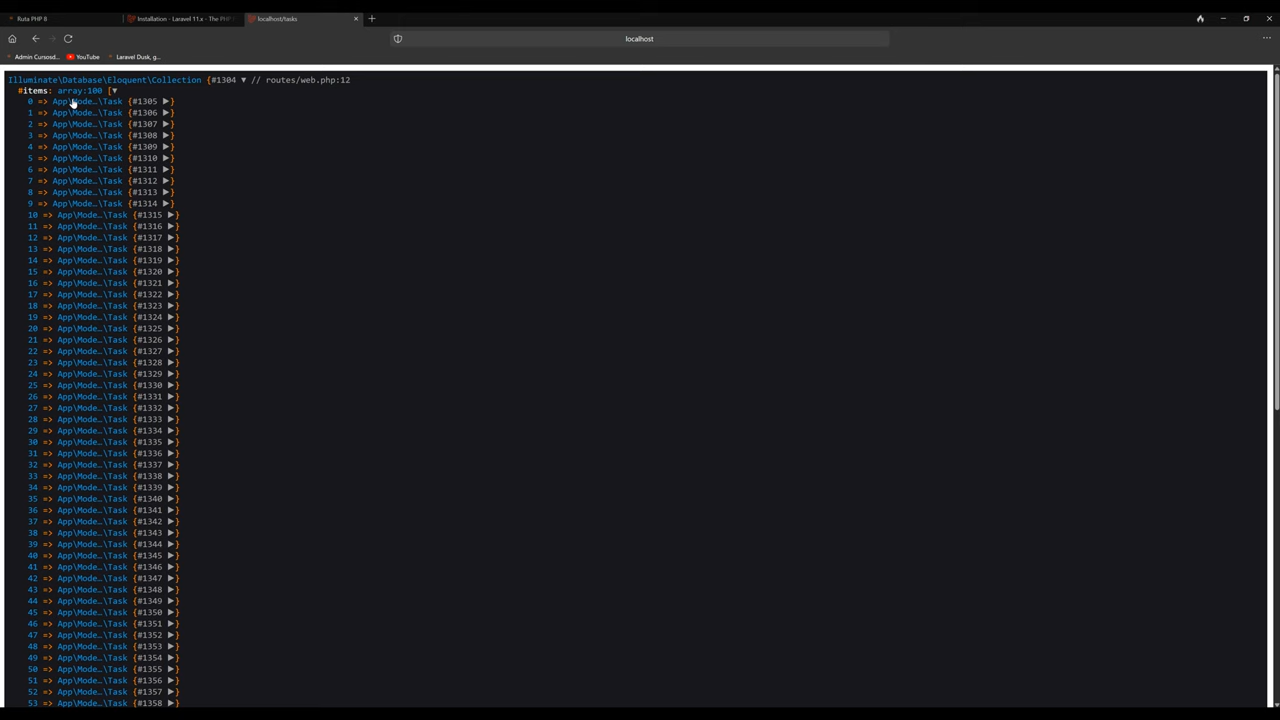 Ruta PHP 8
Installation - Laravel 11.x - The PHP
localhost/tasks
localhost
Admin Cursosd...
YouTube
Laravel Dusk, g...
Illuminate\Database\Eloquent\Collection {#1304 ▼ // routes/web.php:12
#items: array:100 [▼
0 => App\Mode…\Task {#1305 ▶}
1 => App\Mode…\Task {#1306 ▶}
2 => App\Mode…\Task {#1307 ▶}
3 => App\Mode…\Task {#1308 ▶}
4 => App\Mode…\Task {#1309 ▶}
5 => App\Mode…\Task {#1310 ▶}
6 => App\Mode…\Task {#1311 ▶}
7 => App\Mode…\Task {#1312 ▶}
8 => App\Mode…\Task {#1313 ▶}
9 => App\Mode…\Task {#1314 ▶}
10 => App\Mode…\Task {#1315 ▶}
11 => App\Mode…\Task {#1316 ▶}
12 => App\Mode…\Task {#1317 ▶}
13 => App\Mode…\Task {#1318 ▶}
14 => App\Mode…\Task {#1319 ▶}
15 => App\Mode…\Task {#1320 ▶}
16 => App\Mode…\Task {#1321 ▶}
17 => App\Mode…\Task {#1322 ▶}
18 => App\Mode…\Task {#1323 ▶}
19 => App\Mode…\Task {#1324 ▶}
20 => App\Mode…\Task {#1325 ▶}
21 => App\Mode…\Task {#1326 ▶}
22 => App\Mode…\Task {#1327 ▶}
23 => App\Mode…\Task {#1328 ▶}
24 => App\Mode…\Task {#1329 ▶}
25 => App\Mode…\Task {#1330 ▶}
26 => App\Mode…\Task {#1331 ▶}
27 => App\Mode…\Task {#1332 ▶}
28 => App\Mode…\Task {#1333 ▶}
29 => App\Mode…\Task {#1334 ▶}
30 => App\Mode…\Task {#1335 ▶}
31 => App\Mode…\Task {#1336 ▶}
32 => App\Mode…\Task {#1337 ▶}
33 => App\Mode…\Task {#1338 ▶}
34 => App\Mode…\Task {#1339 ▶}
35 => App\Mode…\Task {#1340 ▶}
36 => App\Mode…\Task {#1341 ▶}
37 => App\Mode…\Task {#1342 ▶}
38 => App\Mode…\Task {#1343 ▶}
39 => App\Mode…\Task {#1344 ▶}
40 => App\Mode…\Task {#1345 ▶}
41 => App\Mode…\Task {#1346 ▶}
42 => App\Mode…\Task {#1347 ▶}
43 => App\Mode…\Task {#1348 ▶}
44 => App\Mode…\Task {#1349 ▶}
45 => App\Mode…\Task {#1350 ▶}
46 => App\Mode…\Task {#1351 ▶}
47 => App\Mode…\Task {#1352 ▶}
48 => App\Mode…\Task {#1353 ▶}
49 => App\Mode…\Task {#1354 ▶}
50 => App\Mode…\Task {#1355 ▶}
51 => App\Mode…\Task {#1356 ▶}
52 => App\Mode…\Task {#1357 ▶}
53 => App\Mode…\Task {#1358 ▶}